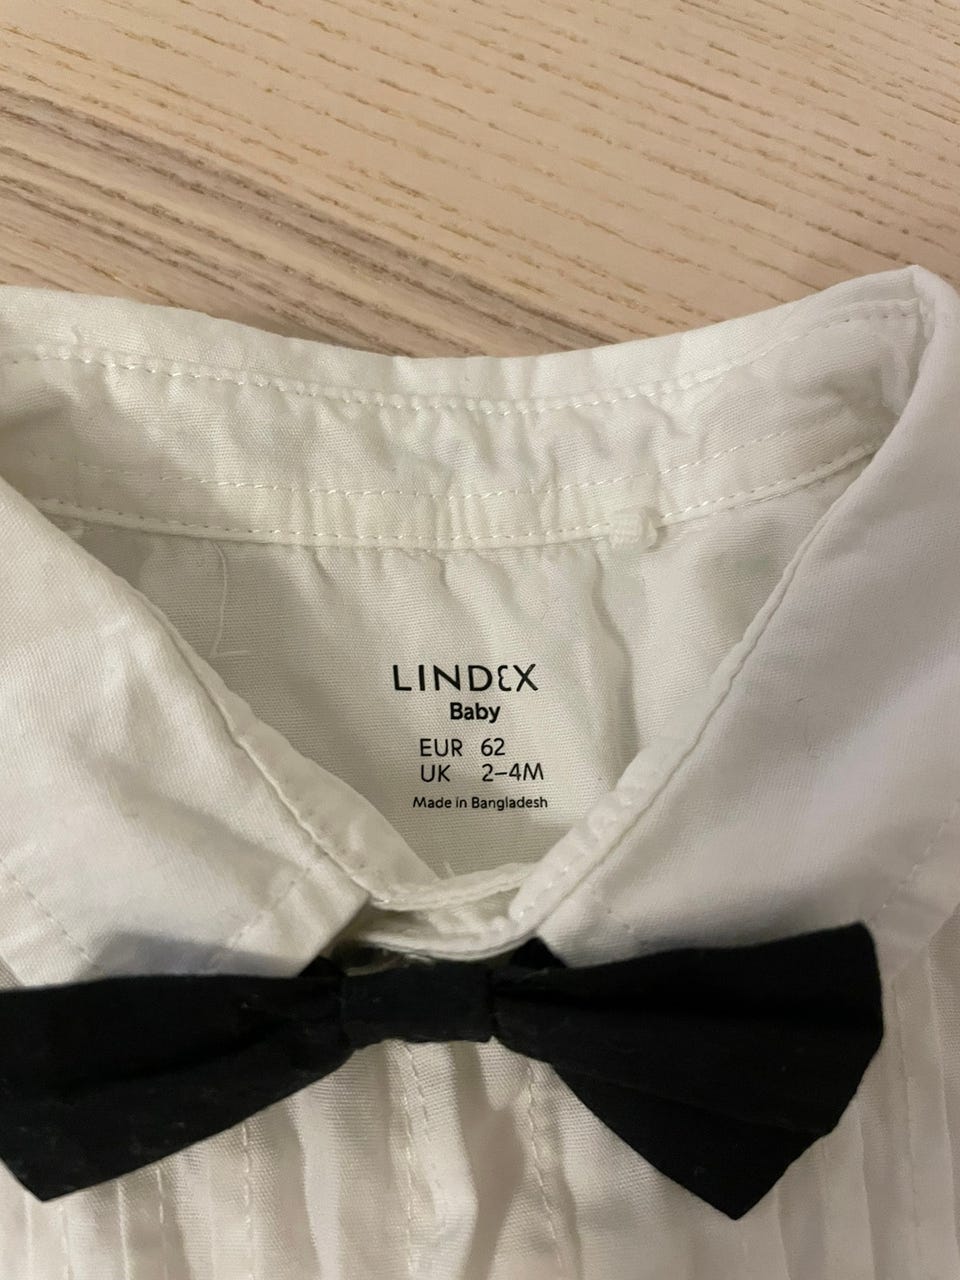 LINDEX
Baby
EUR 62
UK 2–4M
Made in Bangladesh